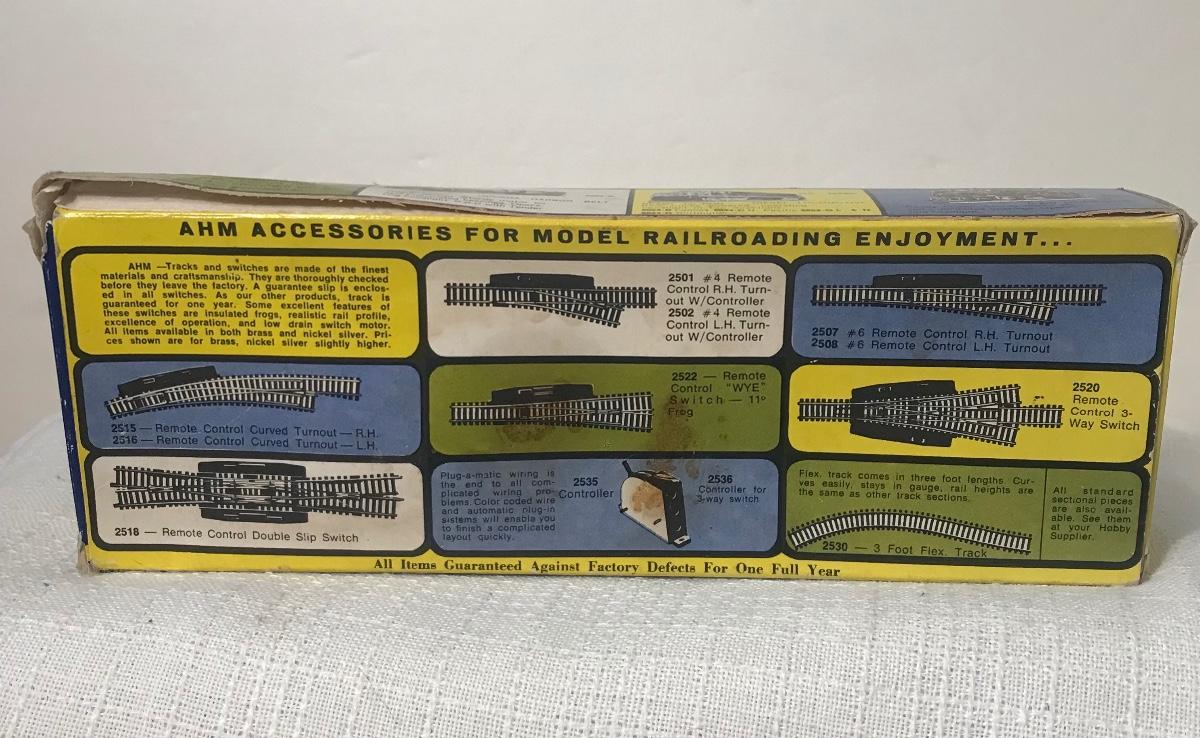 AHM ACCESSORIES FOR MODEL RAILROADING ENJOYMENT...
AHM —Tracks and switches are made of the finest
materials and craftsmanship. They are thoroughly checked
before they leave the factory. A guarantee slip is enclos-
ed in all switches. As our other products, track is
guaranteed for one year. Some excellent features of
these switches are insulated frogs, realistic rail profile,
excellence of operation, and low drain switch motor.
All items available in both brass and nickel silver. Pri-
ces shown are for brass, nickel silver slightly higher.
2501 #4 Remote
Control R.H. Turn-
out W/Controller
2502 #4 Remote
Control L.H. Turn-
out W/Controller
2507 #6 Remote Control R.H. Turnout
2508 #6 Remote Control L.H. Turnout
2515 — Remote Control Curved Turnout — R.H.
2516 — Remote Control Curved Turnout — L.H.
2522 — Remote
Control "WYE"
Switch — 11°
Frog
2520
Remote
Control 3-
Way Switch
2518 — Remote Control Double Slip Switch
Plug-a-matic wiring is
the end to all com-
plicated wiring pro-
blems. Color coded wire
and automatic plug-in
sistems will enable you
to finish a complicated
layout quickly.
2535
Controller
2536
Controller for
3-way switch
Flex. track comes in three foot lengths. Cur-
ves easily, stays in gauge, rail heights are
the same as other track sections.
2530 — 3 Foot Flex. Track
All standard
sectional pieces
are also avail-
able. See them
at your Hobby
Supplier.
All Items Guaranteed Against Factory Defects For One Full Year